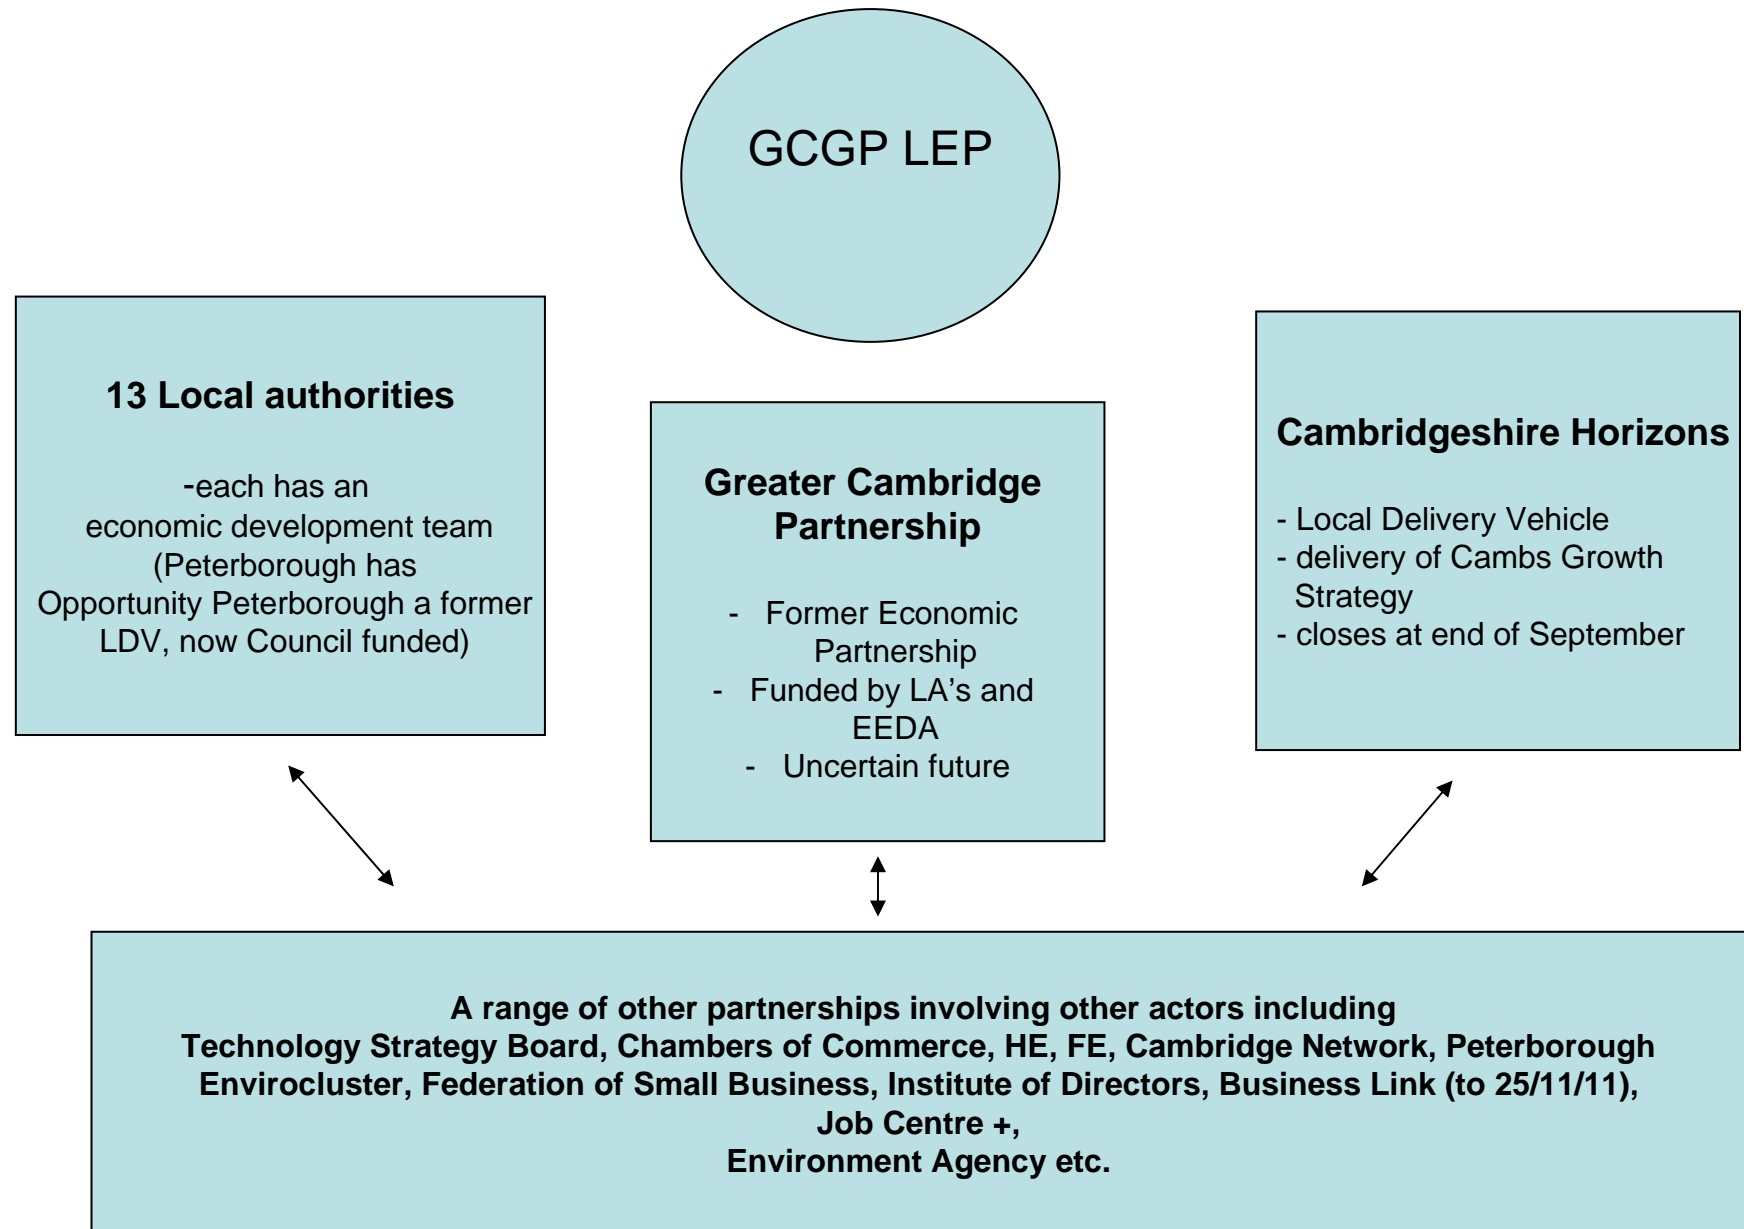 GCGP LEP
13 Local authorities
-each has an
economic development team
(Peterborough has
Opportunity Peterborough a former
LDV, now Council funded)
Greater Cambridge
Partnership
- Former Economic
Partnership
- Funded by LA’s and
EEDA
- Uncertain future
Cambridgeshire Horizons
- Local Delivery Vehicle
- delivery of Cambs Growth
Strategy
- closes at end of September
A range of other partnerships involving other actors including
Technology Strategy Board, Chambers of Commerce, HE, FE, Cambridge Network, Peterborough
Envirocluster, Federation of Small Business, Institute of Directors, Business Link (to 25/11/11),
Job Centre +,
Environment Agency etc.